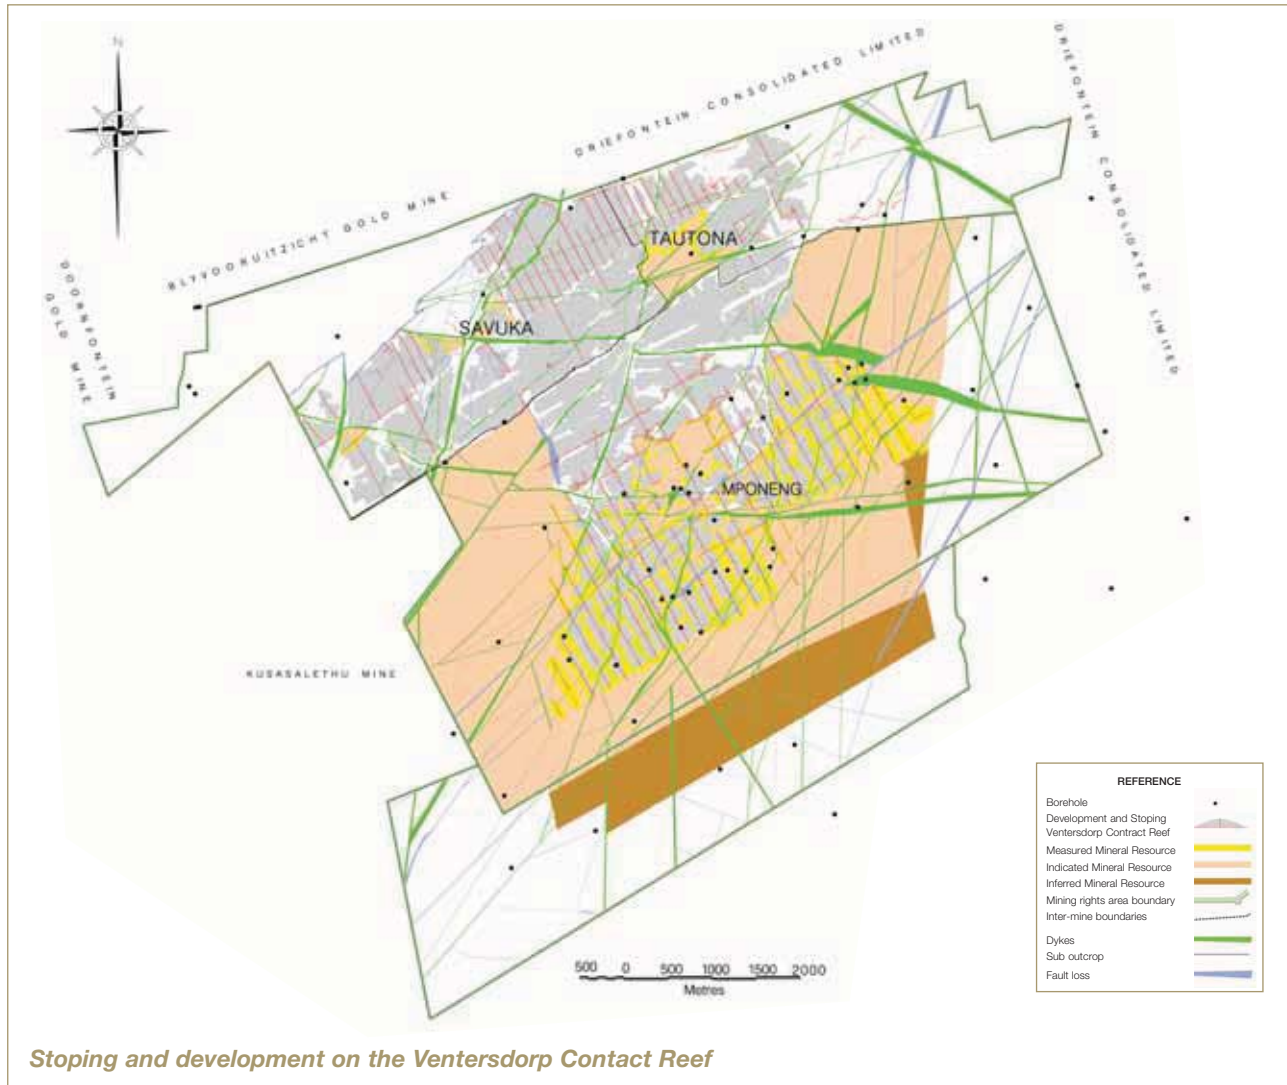 N
DRIEFONTEIN CONSOLIDATED LIMITED
DRIEFONTEIN CONSOLIDATED LIMITED
BLYVOORUITZICHT GOLD MINE
DOORNFONTEIN
GOLD MINE
TAUTONA
SAVUKA
MPONENG
KUSASALETHU MINE
REFERENCE
Borehole
Development and Stoping
Ventersdorp Contract Reef
Measured Mineral Resource
Indicated Mineral Resource
Inferred Mineral Resource
Mining rights area boundary
Inter-mine boundaries
Dykes
Sub outcrop
Fault loss
500 0 500 1000 1500 2000
Metres
Stoping and development on the Ventersdorp Contact Reef